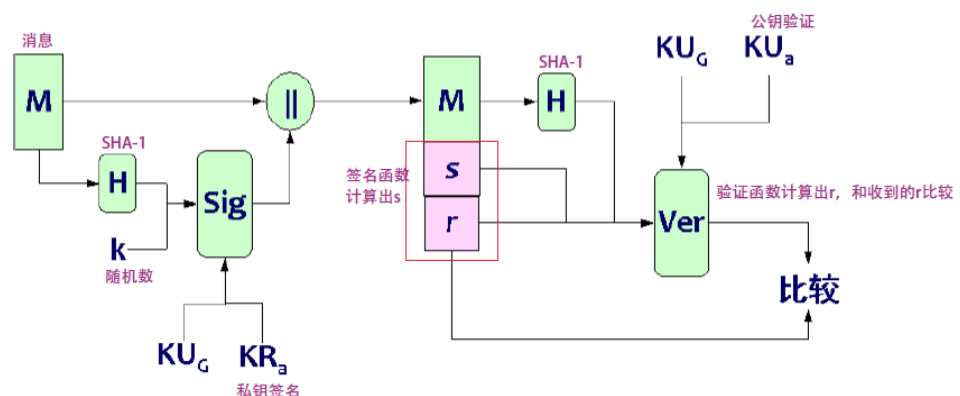 消息
M
SHA-1
H
k
随机数
Sig
KU_G
KR_a
私钥签名
||
M
s
r
签名函数
计算出s
SHA-1
H
公钥验证
KU_G
KU_a
Ver
验证函数计算出r，和收到的r比较
比较